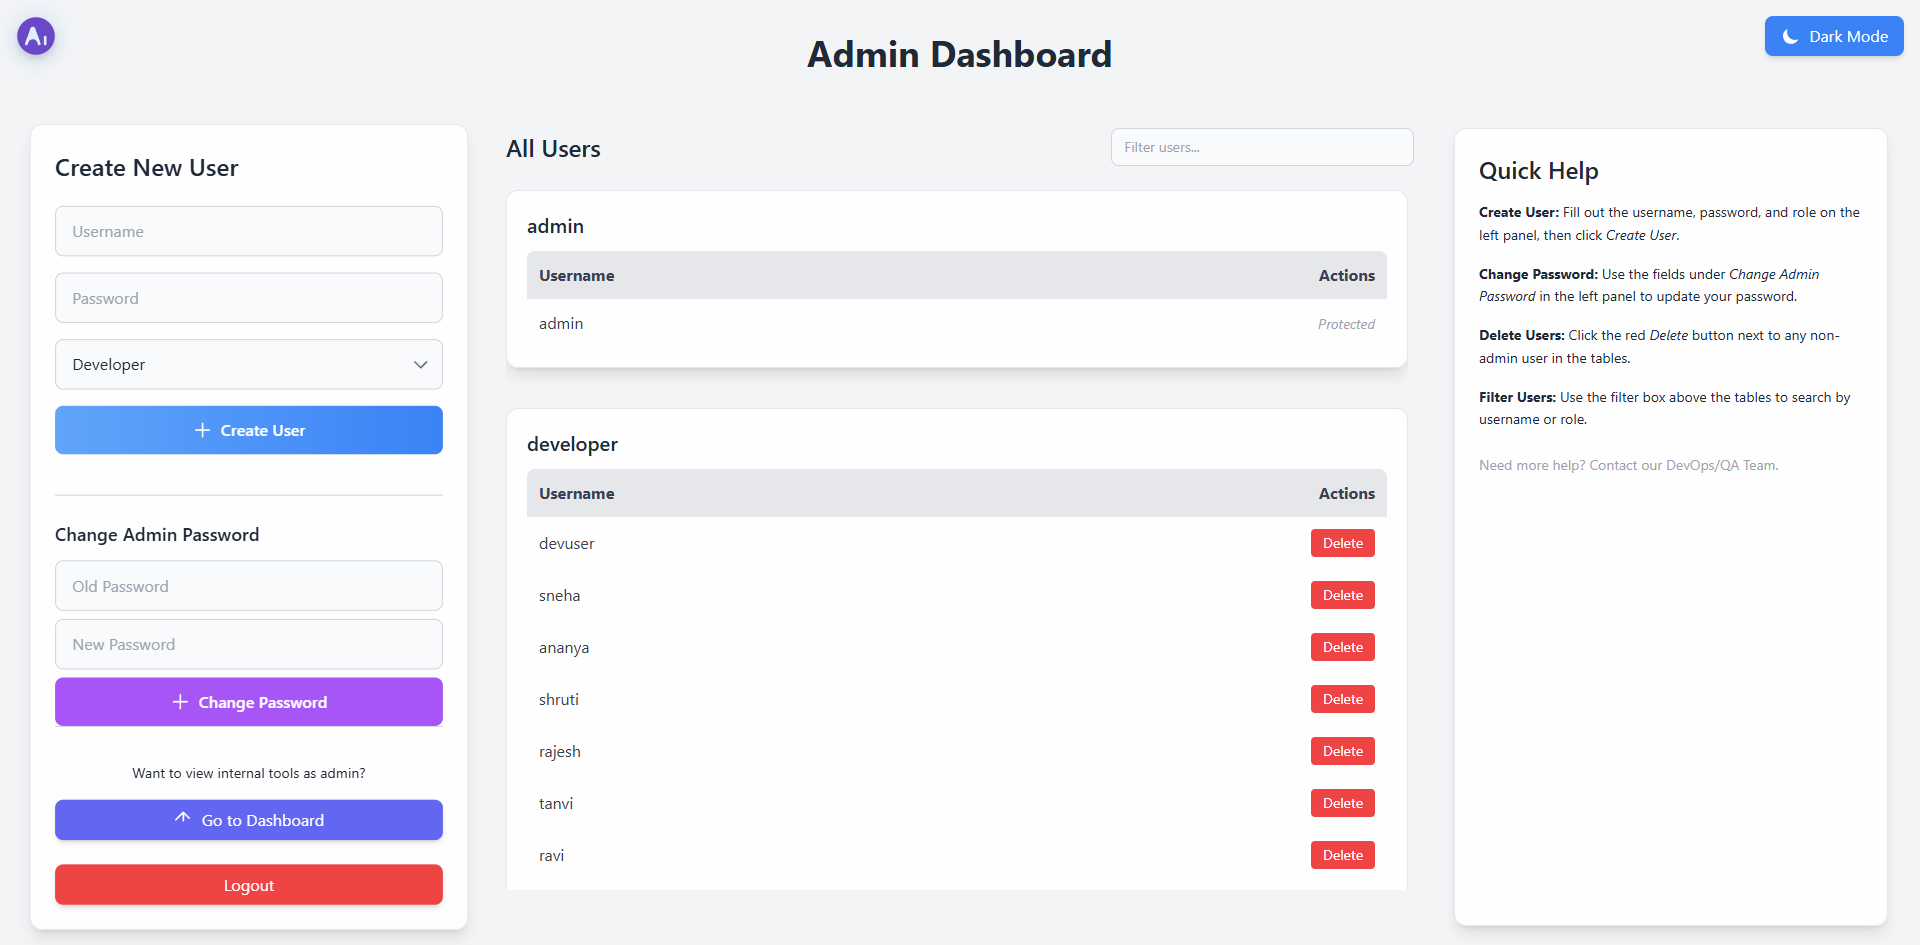 AI
Admin Dashboard
Dark Mode
Create New User
Username
Password
Developer
Create User
Change Admin Password
Old Password
New Password
Change Password
Want to view internal tools as admin?
Go to Dashboard
Logout
All Users
Filter users...
admin
Username Actions
admin Protected
developer
Username Actions
devuser Delete
sneha Delete
ananya Delete
shruti Delete
rajesh Delete
tanvi Delete
ravi Delete
Quick Help
Create User: Fill out the username, password, and role on the
left panel, then click Create User.
Change Password: Use the fields under Change Admin
Password in the left panel to update your password.
Delete Users: Click the red Delete button next to any non-
admin user in the tables.
Filter Users: Use the filter box above the tables to search by
username or role.
Need more help? Contact our DevOps/QA Team.